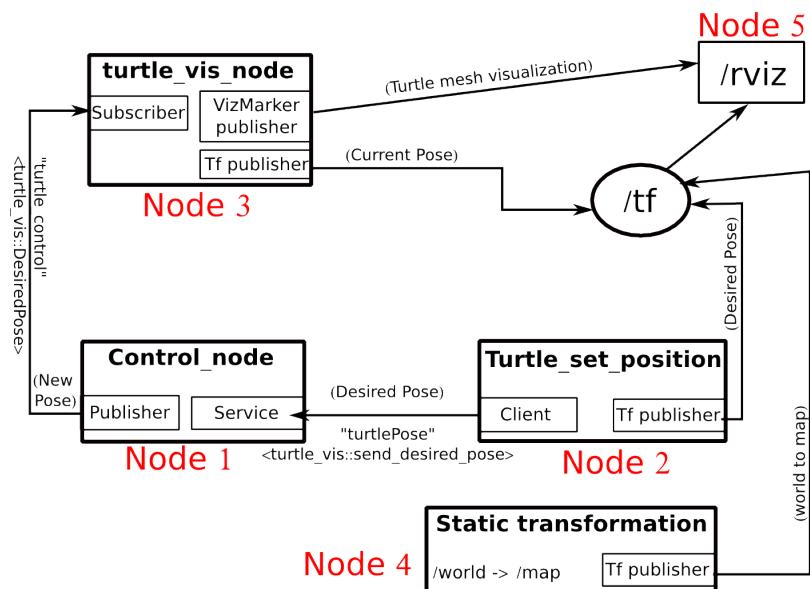 Node 5
turtle_vis_node
Subscriber
VizMarker
publisher
Tf publisher
(Turtle mesh visualization)
/rviz
(Current Pose)
/tf
Node 3
"turtle_control"
<turtle_vis::DesiredPose>
(New
Pose)
Control_node
Publisher
Service
Node 1
(Desired Pose)
"turtlePose"
<turtle_vis::send_desired_pose>
Turtle_set_position
Client
Tf publisher
Node 2
(Desired Pose)
(world to map)
Static transformation
Node 4
/world -> /map
Tf publisher